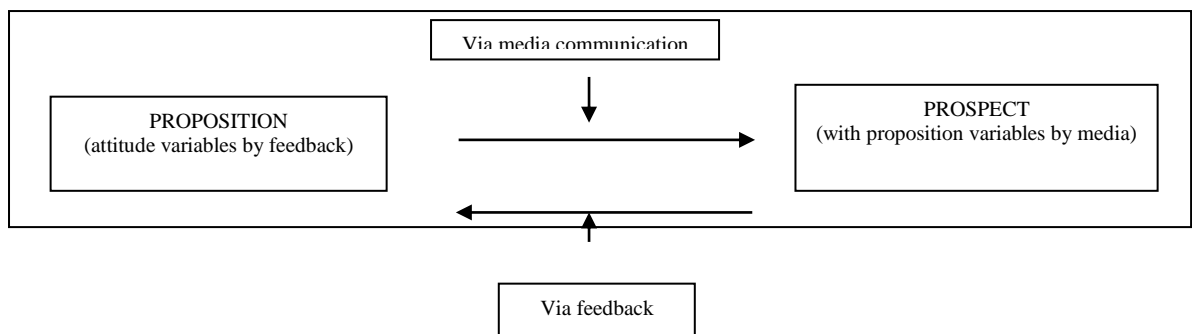 Via media communication
PROPOSITION
(attitude variables by feedback)
PROSPECT
(with proposition variables by media)
Via feedback